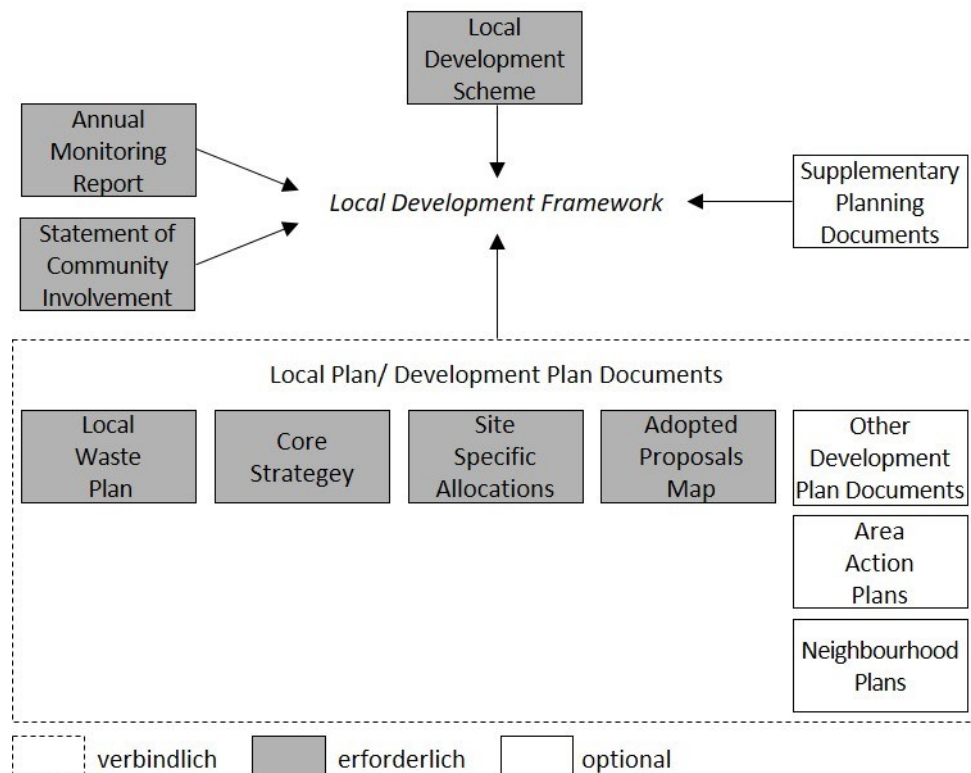 Local
Development
Scheme
Annual
Monitoring
Report
Local Development Framework
Supplementary
Planning
Documents
Statement of
Community
Involvement
Local Plan/ Development Plan Documents
Local
Waste
Plan
Core
Strategey
Site
Specific
Allocations
Adopted
Proposals
Map
Other
Development
Plan Documents
Area
Action
Plans
Neighbourhood
Plans
verbindlich
erforderlich
optional